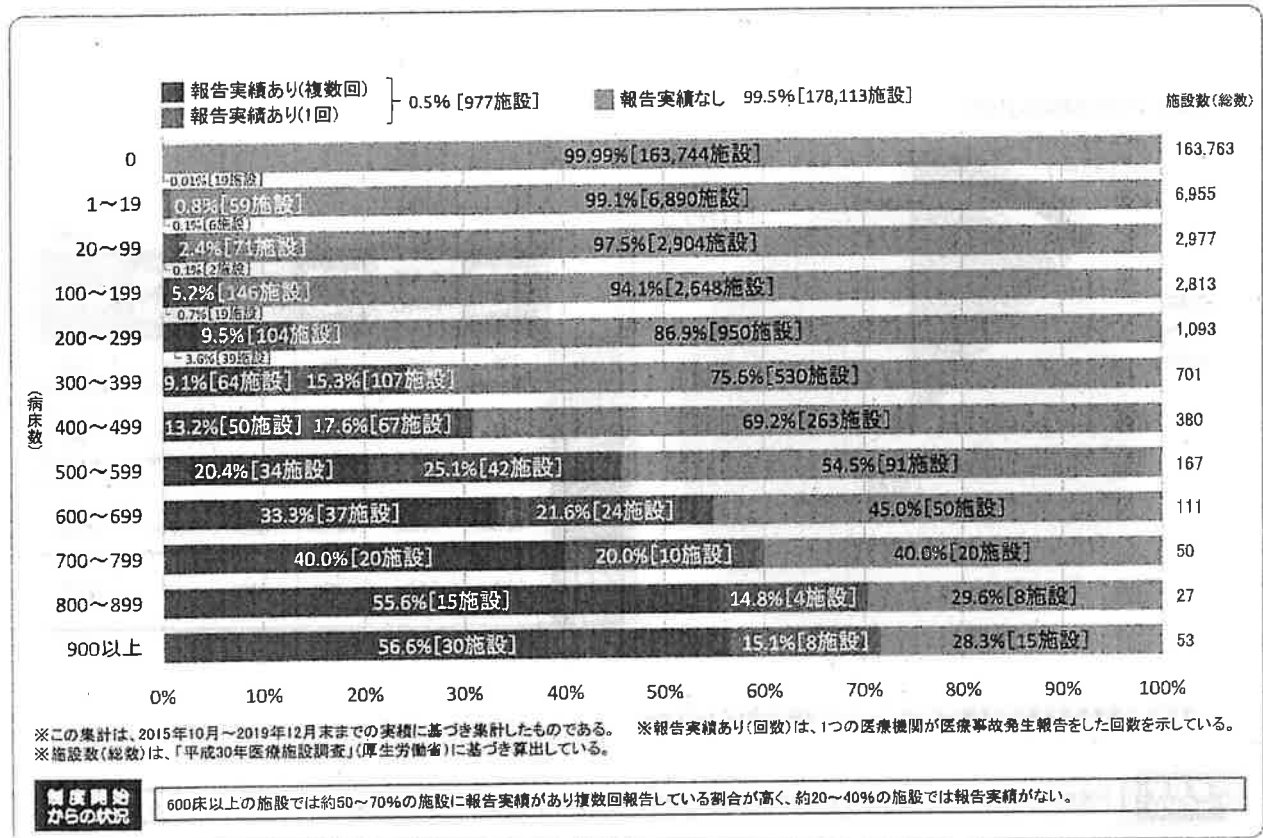 報告実績あり(複数回)
報告実績あり(1回)
0.5% [977施設]
報告実績なし 99.5%[178,113施設]
施設数(総数)
0 99.99%[163,744施設] 163,763
0.01%[19施設]
1～19 0.8%[59施設] 99.1%[6,890施設] 6,955
0.1%[6施設]
20～99 2.4%[71施設] 97.5%[2,904施設] 2,977
0.1%[2施設]
100～199 5.2%[146施設] 94.1%[2,648施設] 2,813
0.7%[19施設]
200～299 9.5%[104施設] 86.9%[950施設] 1,093
3.6%[39施設]
300～399 9.1%[64施設] 15.3%[107施設] 75.6%[530施設] 701
400～499 13.2%[50施設] 17.6%[67施設] 69.2%[263施設] 380
500～599 20.4%[34施設] 25.1%[42施設] 54.5%[91施設] 167
600～699 33.3%[37施設] 21.6%[24施設] 45.0%[50施設] 111
700～799 40.0%[20施設] 20.0%[10施設] 40.0%[20施設] 50
800～899 55.6%[15施設] 14.8%[4施設] 29.6%[8施設] 27
900以上 56.6%[30施設] 15.1%[8施設] 28.3%[15施設] 53
(病床数)
0% 10% 20% 30% 40% 50% 60% 70% 80% 90% 100%
※この集計は、2015年10月～2019年12月末までの実績に基づき集計したものである。 ※報告実績あり(回数)は、1つの医療機関が医療事故発生報告をした回数を示している。
※施設数(総数)は、「平成30年医療施設調査」(厚生労働省)に基づき算出している。
制度開始
からの状況
600床以上の施設では約50～70%の施設に報告実績があり複数回報告している割合が高く、約20～40%の施設では報告実績がない。